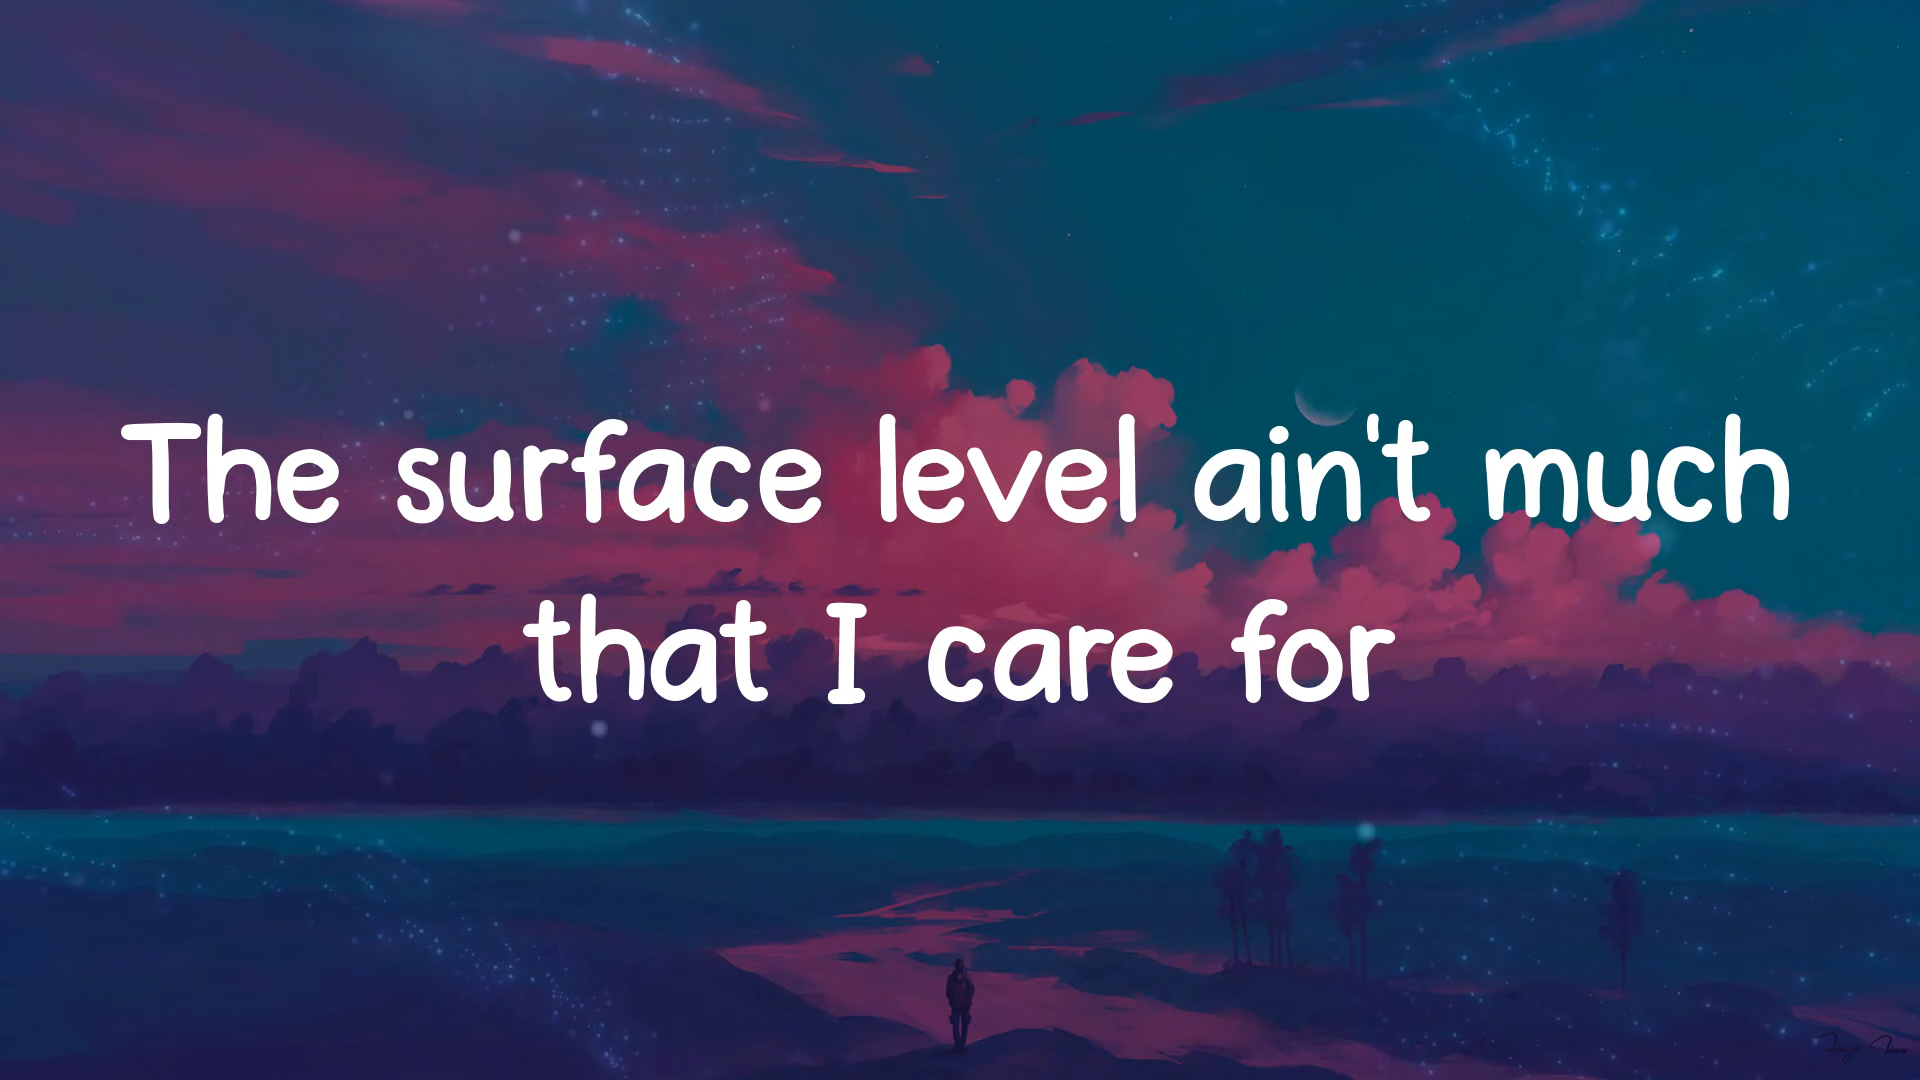 The surface level ain't much
that I care for